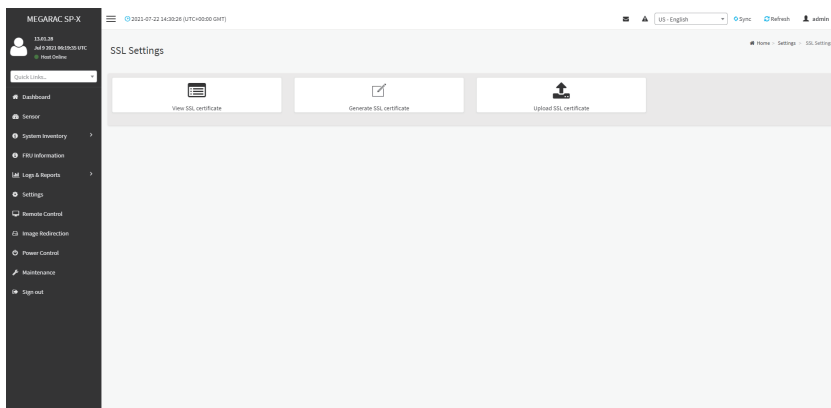 MEGARAC SP-X
2021-07-22 14:30:26 (UTC+00:00 GMT)
US - English
Sync
Refresh
admin
13.01.26
Jul 9 2021 06:19:55 UTC
Host Online
Quick Links...
Dashboard
Sensor
System Inventory
FRU Information
Logs & Reports
Settings
Remote Control
Image Redirection
Power Control
Maintenance
Sign out
SSL Settings
Home > Settings > SSL Setting
View SSL certificate
Generate SSL certificate
Upload SSL certificate